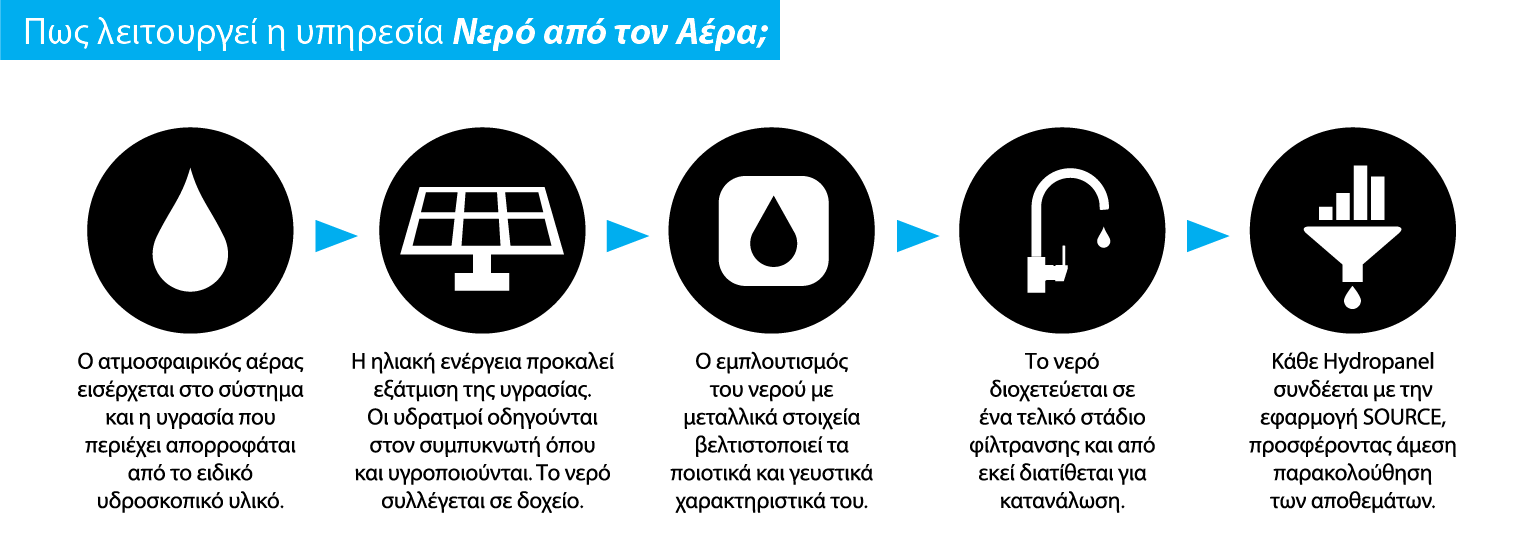 Πως λειτουργεί η υπηρεσία Νερό από τον Αέρα;
Ο ατμοσφαιρικός αέρας
εισέρχεται στο σύστημα
και η υγρασία που
περιέχει απορροφάται
από το ειδικό
υδροσκοπικό υλικό.
Η ηλιακή ενέργεια προκαλεί
εξάτμιση της υγρασίας.
Οι υδρατμοί οδηγούνται
στον συμπυκνωτή όπου
και υγροποιούνται. Το νερό
συλλέγεται σε δοχείο.
Ο εμπλουτισμός
του νερού με
μεταλλικά στοιχεία
βελτιστοποιεί τα
ποιοτικά και γευστικά
χαρακτηριστικά του.
Το νερό
διοχετεύεται σε
ένα τελικό στάδιο
φίλτρανσης και από
εκεί διατίθεται για
κατανάλωση.
Κάθε Hydropanel
συνδέεται με την
εφαρμογή SOURCE,
προσφέροντας άμεση
παρακολούθηση
των αποθεμάτων.